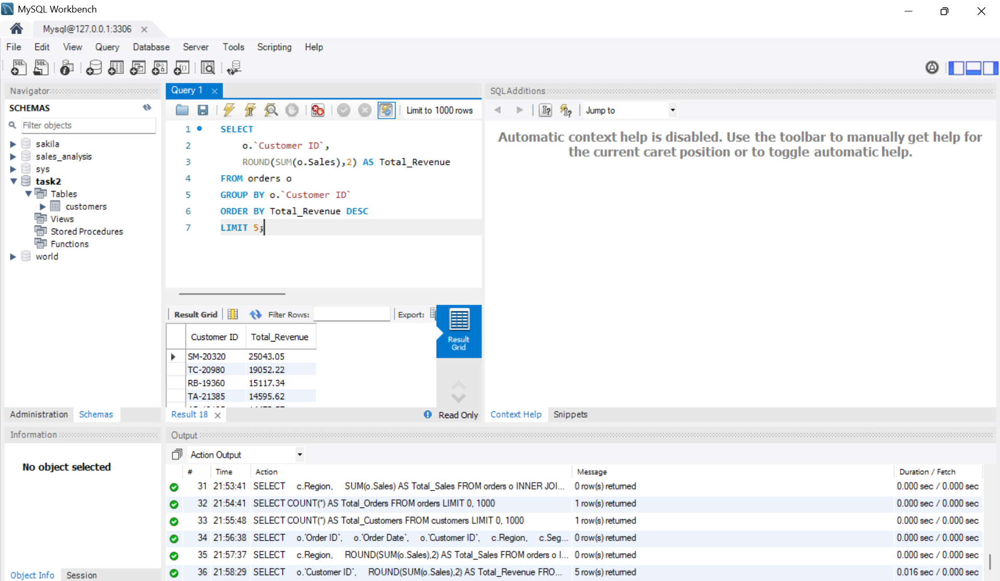 MySQL Workbench
Mysql@127.0.0.1:3306
File Edit View Query Database Server Tools Scripting Help
Navigator
SCHEMAS
Filter objects
sakila
sales_analysis
sys
task2
Tables
customers
Views
Stored Procedures
Functions
world
Administration Schemas
Information
No object selected
Object Info Session
Query 1
Limit to 1000 rows
1 SELECT
2 o.`Customer ID`,
3 ROUND(SUM(o.Sales),2) AS Total_Revenue
4 FROM orders o
5 GROUP BY o.`Customer ID`
6 ORDER BY Total_Revenue DESC
7 LIMIT 5;
Result Grid Filter Rows: Export:
Customer ID Total_Revenue
SM-20320 25043.05
TC-20980 19052.22
RB-19360 15117.34
TA-21385 14595.62
Result
Grid
Result 18 Read Only
SQLAdditions
Jump to
Automatic context help is disabled. Use the toolbar to manually get help for
the current caret position or to toggle automatic help.
Context Help Snippets
Output
Action Output
# Time Action Message Duration / Fetch
31 21:53:41 SELECT c.Region, SUM(o.Sales) AS Total_Sales FROM orders o INNER JOI... 0 row(s) returned 0.000 sec / 0.000 sec
32 21:54:41 SELECT COUNT(*) AS Total_Orders FROM orders LIMIT 0, 1000 1 row(s) returned 0.000 sec / 0.000 sec
33 21:55:48 SELECT COUNT(*) AS Total_Customers FROM customers LIMIT 0, 1000 1 row(s) returned 0.000 sec / 0.000 sec
34 21:56:38 SELECT o.`Order ID`, o.`Order Date`, o.`Customer ID`, c.Region, c.Seg... 0 row(s) returned 0.000 sec / 0.000 sec
35 21:57:37 SELECT c.Region, ROUND(SUM(o.Sales),2) AS Total_Sales FROM orders o I... 0 row(s) returned 0.000 sec / 0.000 sec
36 21:58:29 SELECT o.`Customer ID`, ROUND(SUM(o.Sales),2) AS Total_Revenue FRO... 5 row(s) returned 0.016 sec / 0.000 sec